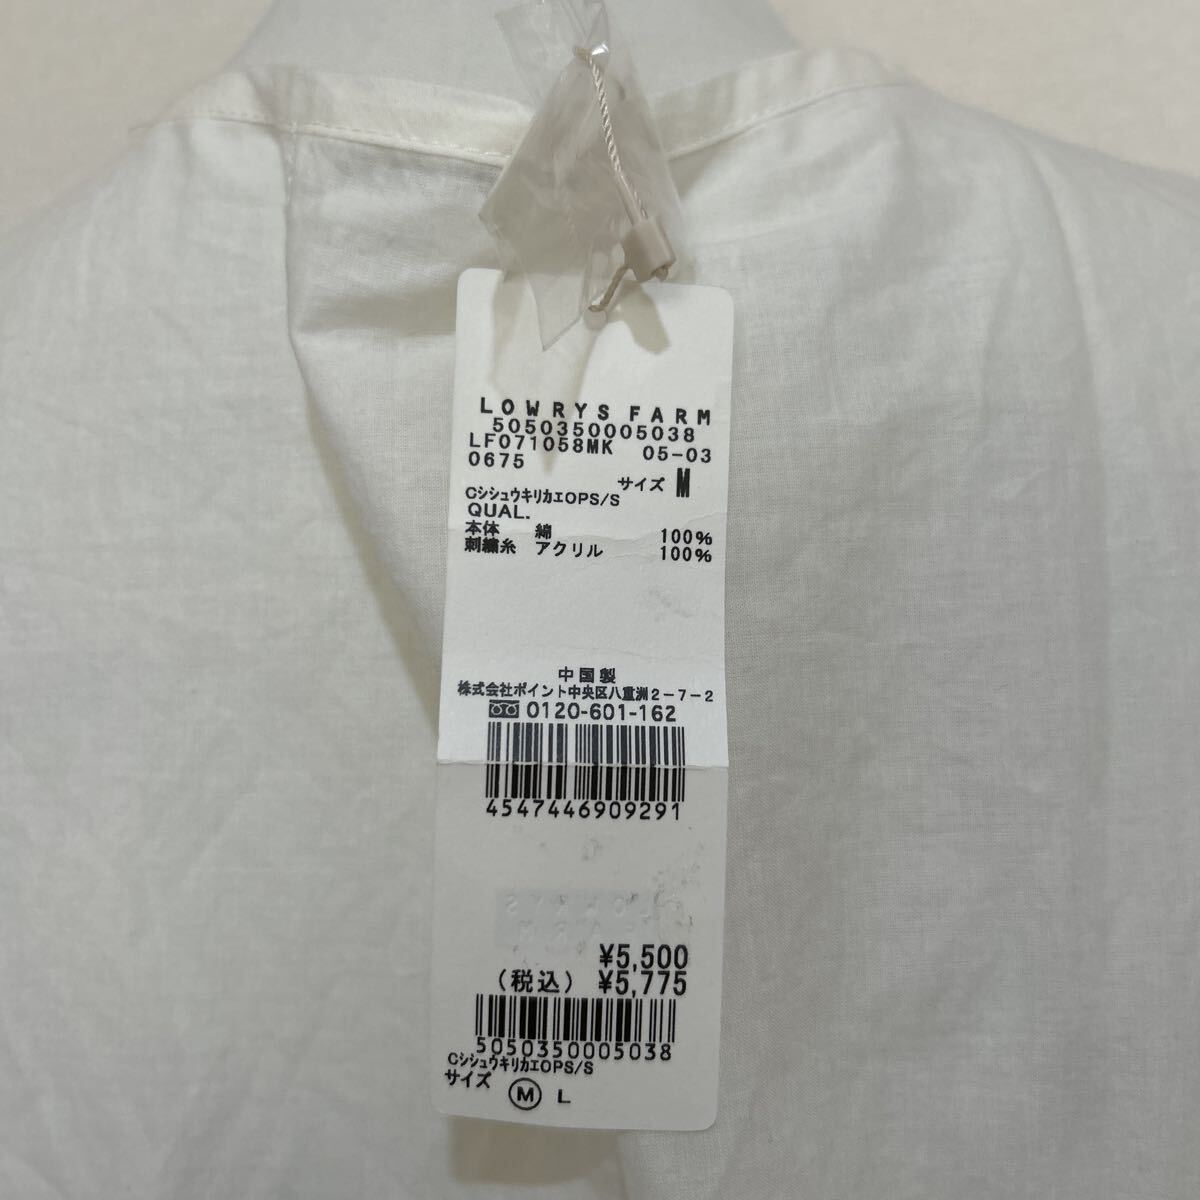 LOWRYS FARM
5050350005038
LF071058MK 05-03
0675
サイズ M
CシシュウキリカエOPS/S
QUAL.
本体 綿 100%
刺繍糸 アクリル 100%
中国製
株式会社ポイント中央区八重洲2-7-2
0120-601-162
4547446909291
¥5,500
(税込) ¥5,775
5050350005038
CシシュウキリカエOPS/S
サイズ
M L